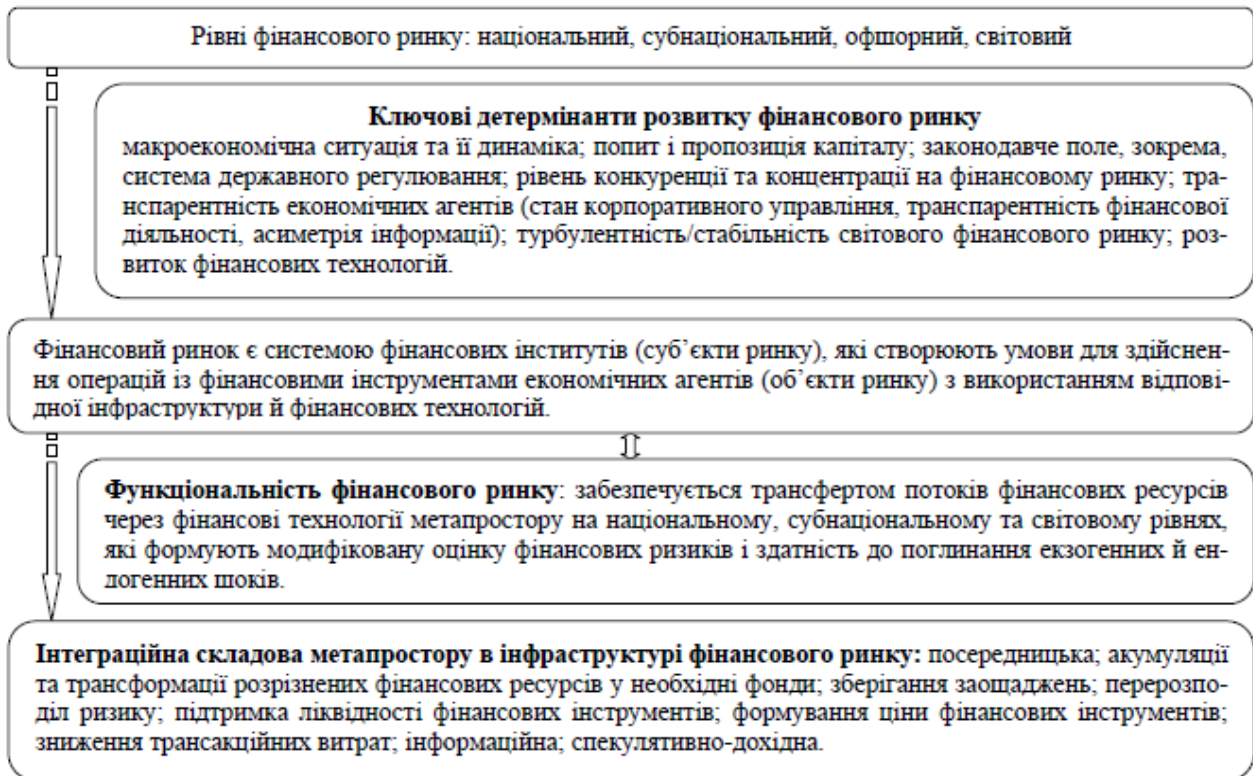 Рівні фінансового ринку: національний, субнаціональний, офшорний, світовий
Ключові детермінанти розвитку фінансового ринку
макроекономічна ситуація та її динаміка; попит і пропозиція капіталу; законодавче поле, зокрема,
система державного регулювання; рівень конкуренції та концентрації на фінансовому ринку; тра-
нспарентність економічних агентів (стан корпоративного управління, транспарентність фінансової
діяльності, асиметрія інформації); турбулентність/стабільність світового фінансового ринку; роз-
виток фінансових технологій.
Фінансовий ринок є системою фінансових інститутів (суб’єкти ринку), які створюють умови для здійснен-
ня операцій із фінансовими інструментами економічних агентів (об’єкти ринку) з використанням відпові-
дної інфраструктури й фінансових технологій.
Функціональність фінансового ринку: забезпечується трансфертом потоків фінансових ресурсів
через фінансові технології метапростору на національному, субнаціональному та світовому рівнях,
які формують модифіковану оцінку фінансових ризиків і здатність до поглинання екзогенних й ен-
догенних шоків.
Інтеграційна складова метапростору в інфраструктурі фінансового ринку: посередницька; акумуляції
та трансформації розрізнених фінансових ресурсів у необхідні фонди; зберігання заощаджень; перерозпо-
діл ризику; підтримка ліквідності фінансових інструментів; формування ціни фінансових інструментів;
зниження трансакційних витрат; інформаційна; спекулятивно-дохідна.